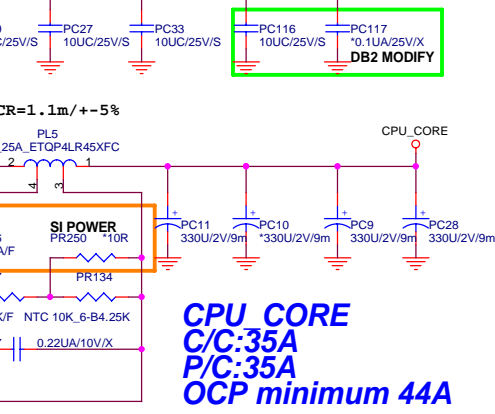 PC27
PC33
PC116
PC117
C/25V/S
10UC/25V/S
10UC/25V/S
10UC/25V/S
*0.1UA/25V/X
DB2 MODIFY
CR=1.1m/+-5%
PL5
CPU_CORE
25A_ETQP4LR45XFC
2
1
4
3
SI POWER
PC11
PC10
PC9
PC28
PR250
*10R
330U/2V/9m
*330U/2V/9m
330U/2V/9m
330U/2V/9m
A/F
PR134
K/F
NTC 10K_6-B4.25K
0.22UA/10V/X
CPU_CORE
C/C:35A
P/C:35A
OCP minimum 44A